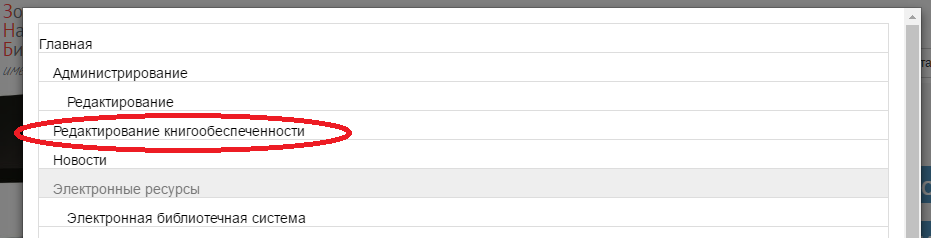 Главная
Администрирование
Редактирование
Редактирование книгообеспеченности
Новости
Электронные ресурсы
Электронная библиотечная система